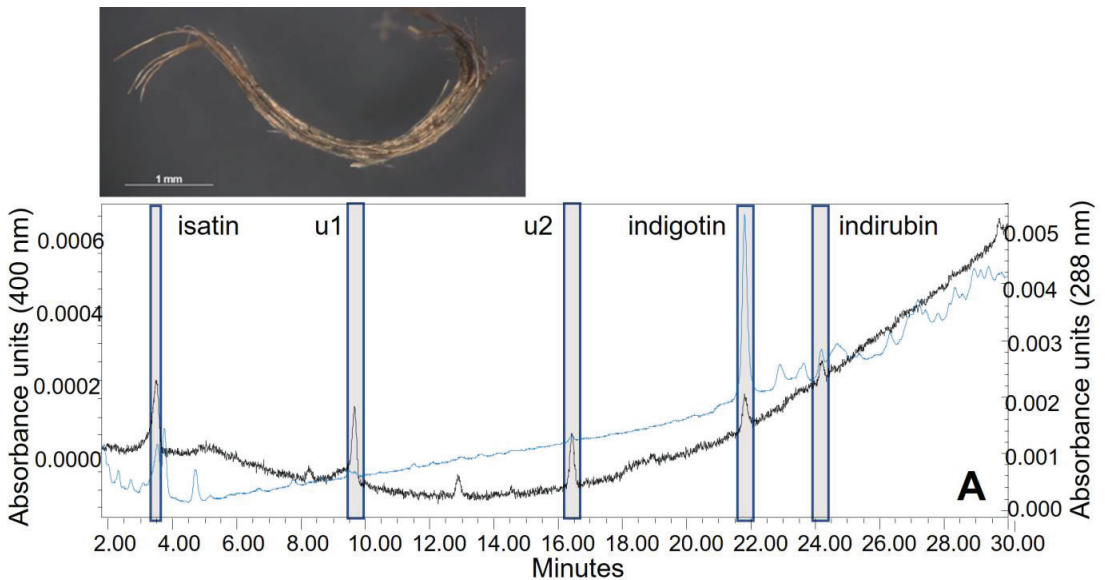 1 mm
isatin u1 u2 indigotin indirubin
Absorbance units (400 nm)
0.0006
0.0004
0.0002
0.0000
Absorbance units (288 nm)
0.005
0.004
0.003
0.002
0.001
0.000
A
2.00 4.00 6.00 8.00 10.00 12.00 14.00 16.00 18.00 20.00 22.00 24.00 26.00 28.00 30.00
Minutes